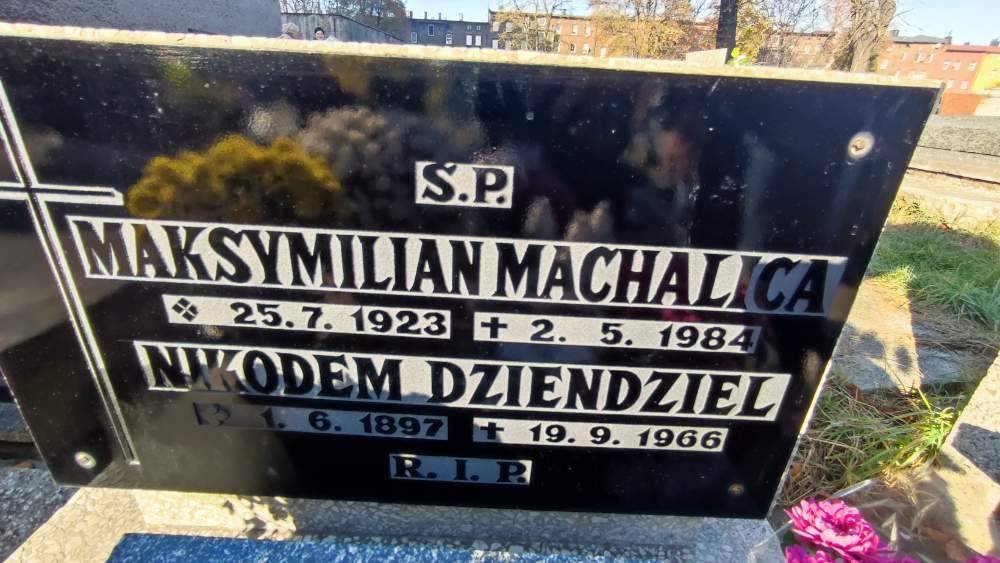 S.P.
MAKSYMILIAN MACHALICA
25.7. 1923 + 2. 5. 1984
NIKODEM DZIENDZIEL
1. 6. 1897 + 19. 9. 1966
R. I. P.